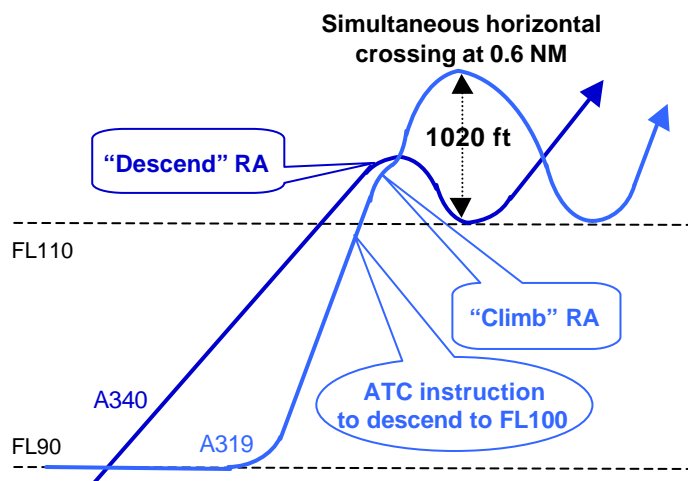 Simultaneous horizontal
crossing at 0.6 NM
1020 ft
“Descend” RA
FL110
“Climb” RA
ATC instruction
to descend to FL100
A340
A319
FL90